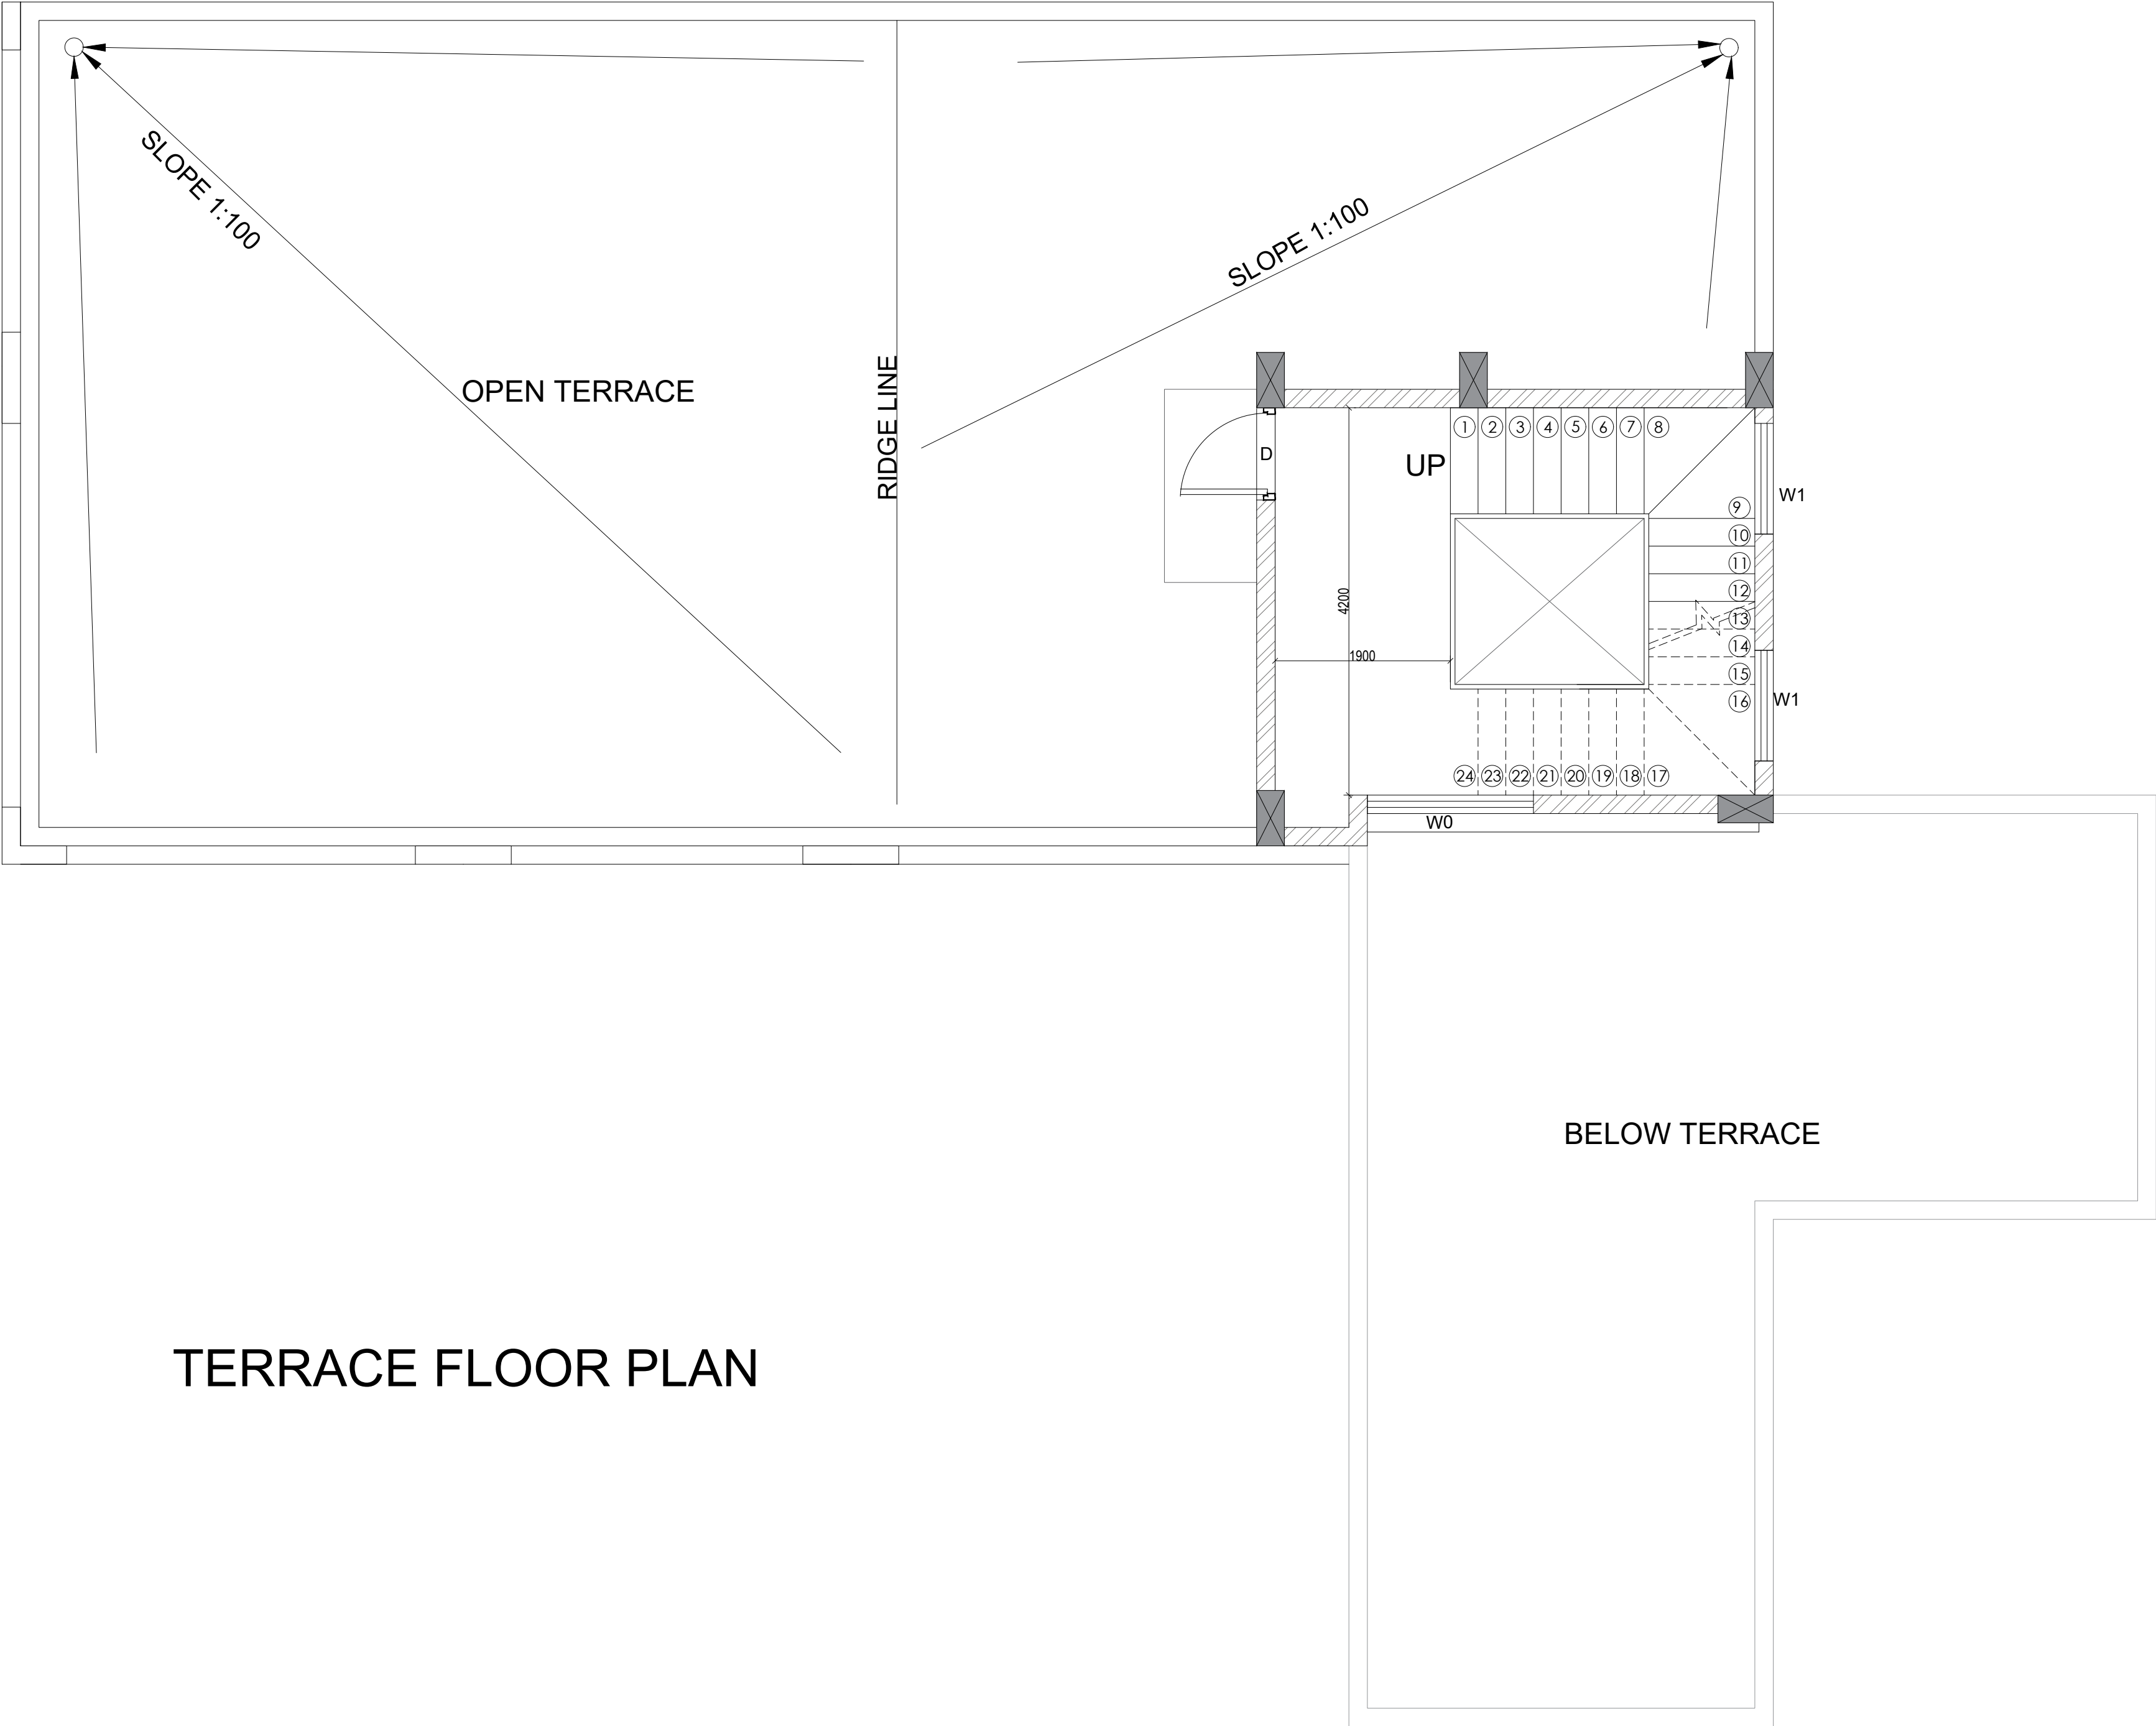 SLOPE 1:100
SLOPE 1:100
OPEN TERRACE
RIDGE LINE
D
UP
1
2
3
4
5
6
7
8
W1
9
10
11
12
13
14
15
16
4200
1900
W1
24
23
22
21
20
19
18
17
W0
BELOW TERRACE
TERRACE FLOOR PLAN